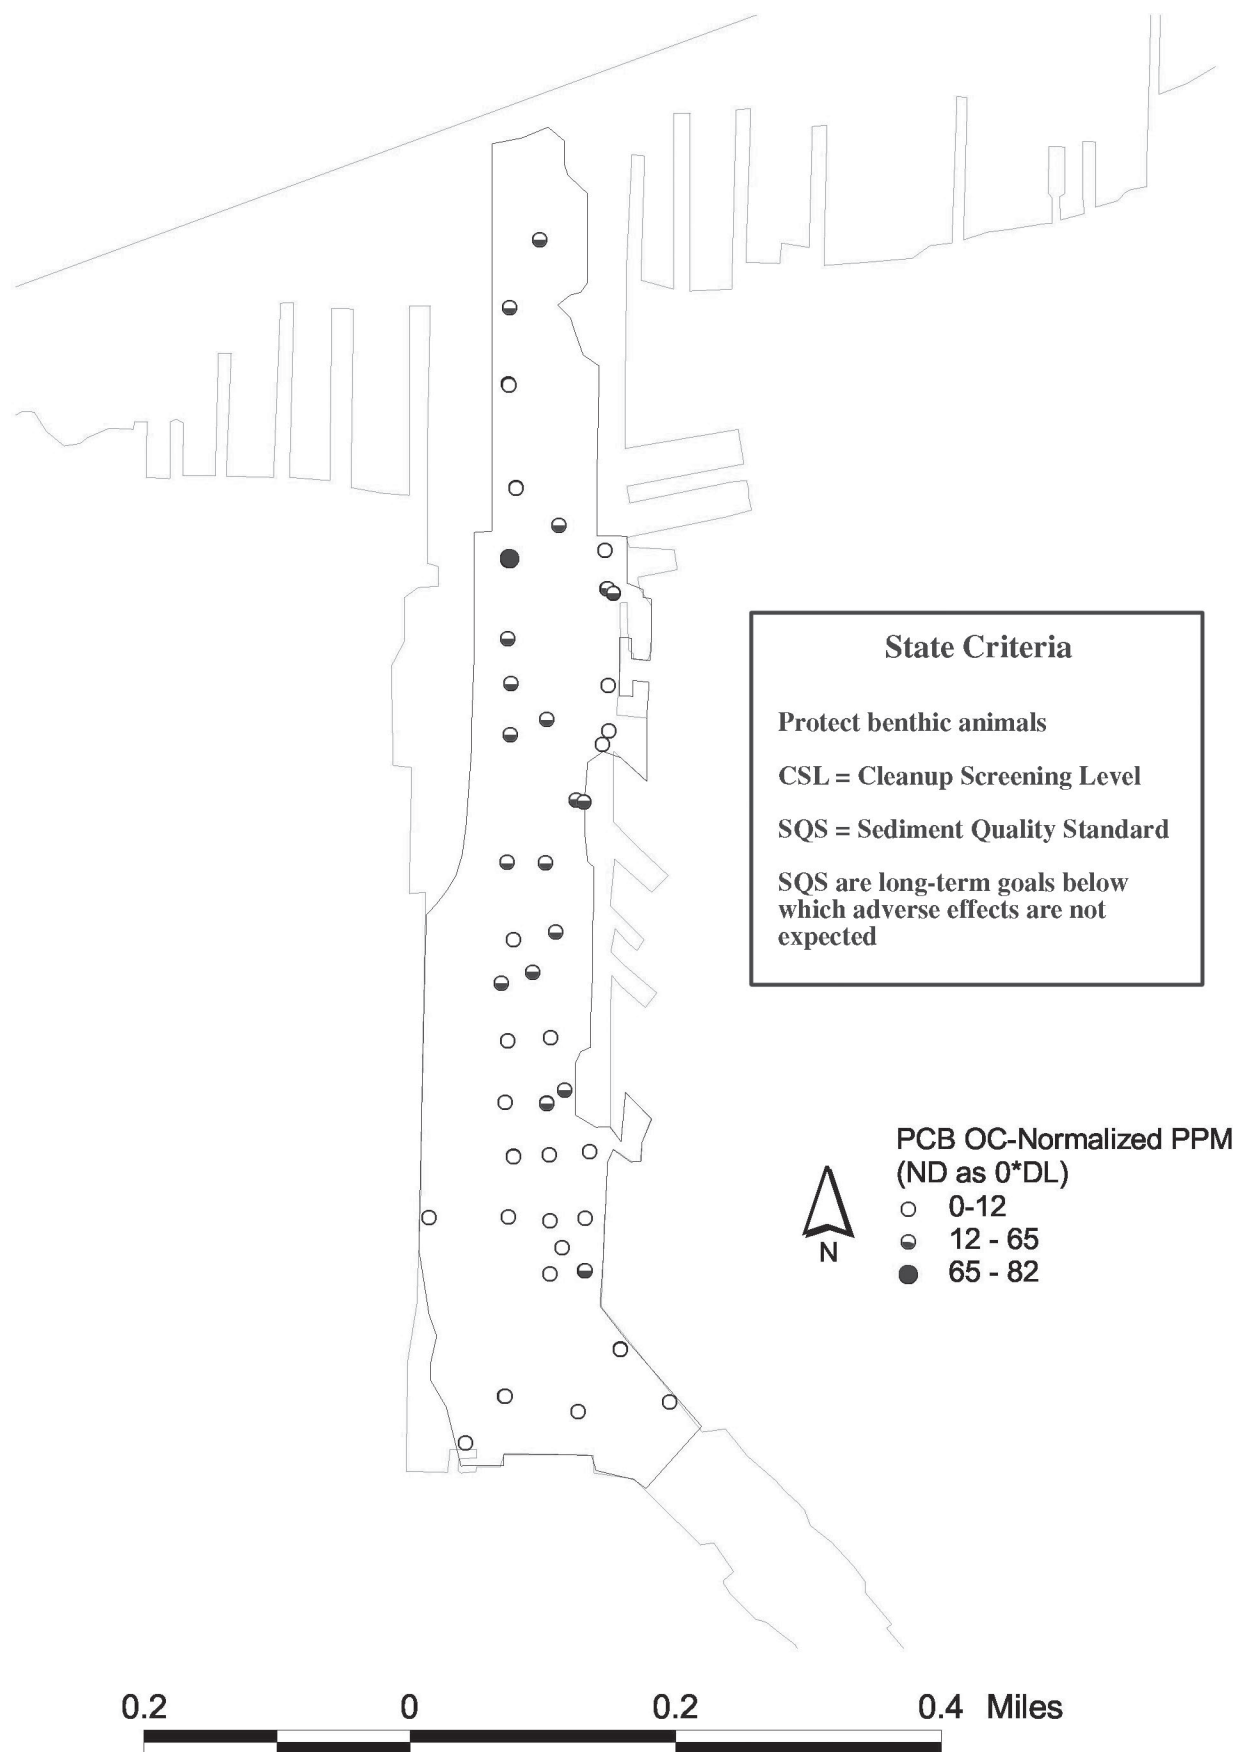 State Criteria
Protect benthic animals
CSL = Cleanup Screening Level
SQS = Sediment Quality Standard
SQS are long-term goals below
which adverse effects are not
expected
PCB OC-Normalized PPM
(ND as 0*DL)
0-12
12 - 65
65 - 82
N
0.2 0 0.2 0.4 Miles